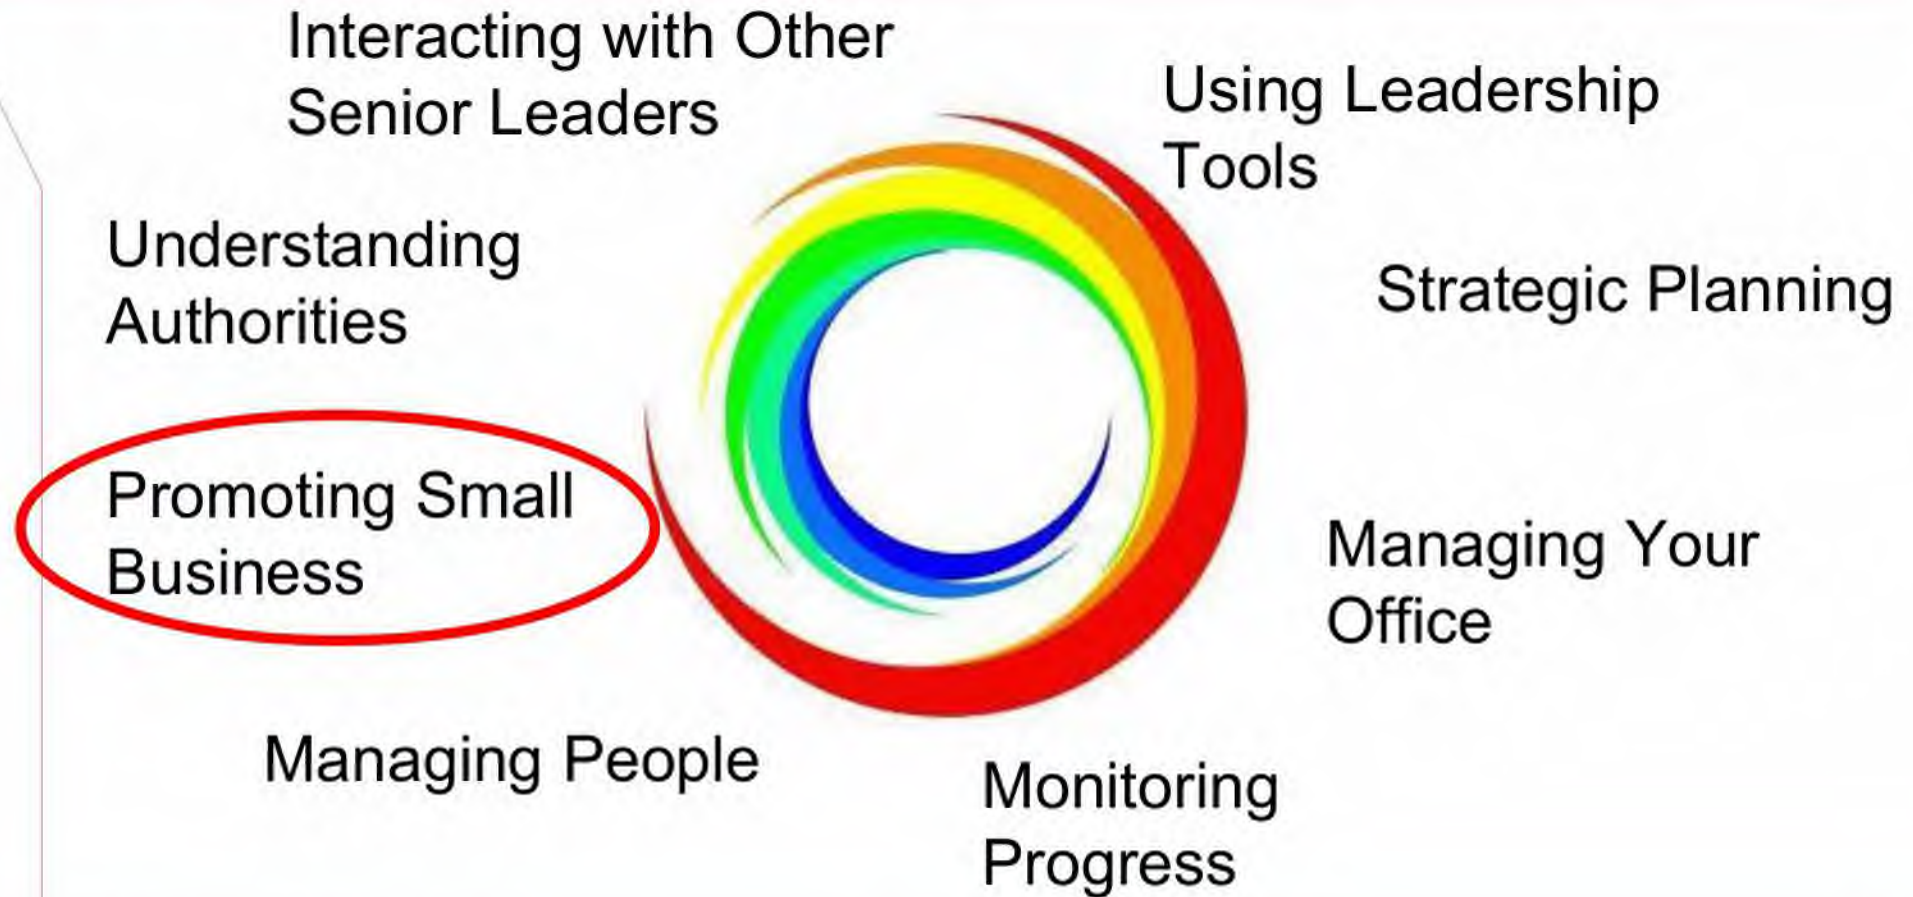 Interacting with Other
Senior Leaders
Using Leadership
Tools
Understanding
Authorities
Strategic Planning
Promoting Small
Business
Managing Your
Office
Managing People
Monitoring
Progress